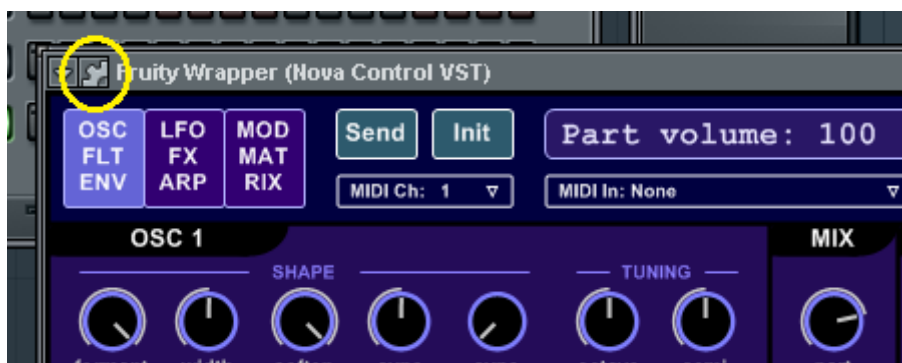 Fruity Wrapper (Nova Control VST)
OSC FLT ENV
LFO FX ARP
MOD MAT RIX
Send
Init
Part volume: 100
MIDI Ch: 1
MIDI In: None
OSC 1
MIX
SHAPE
TUNING